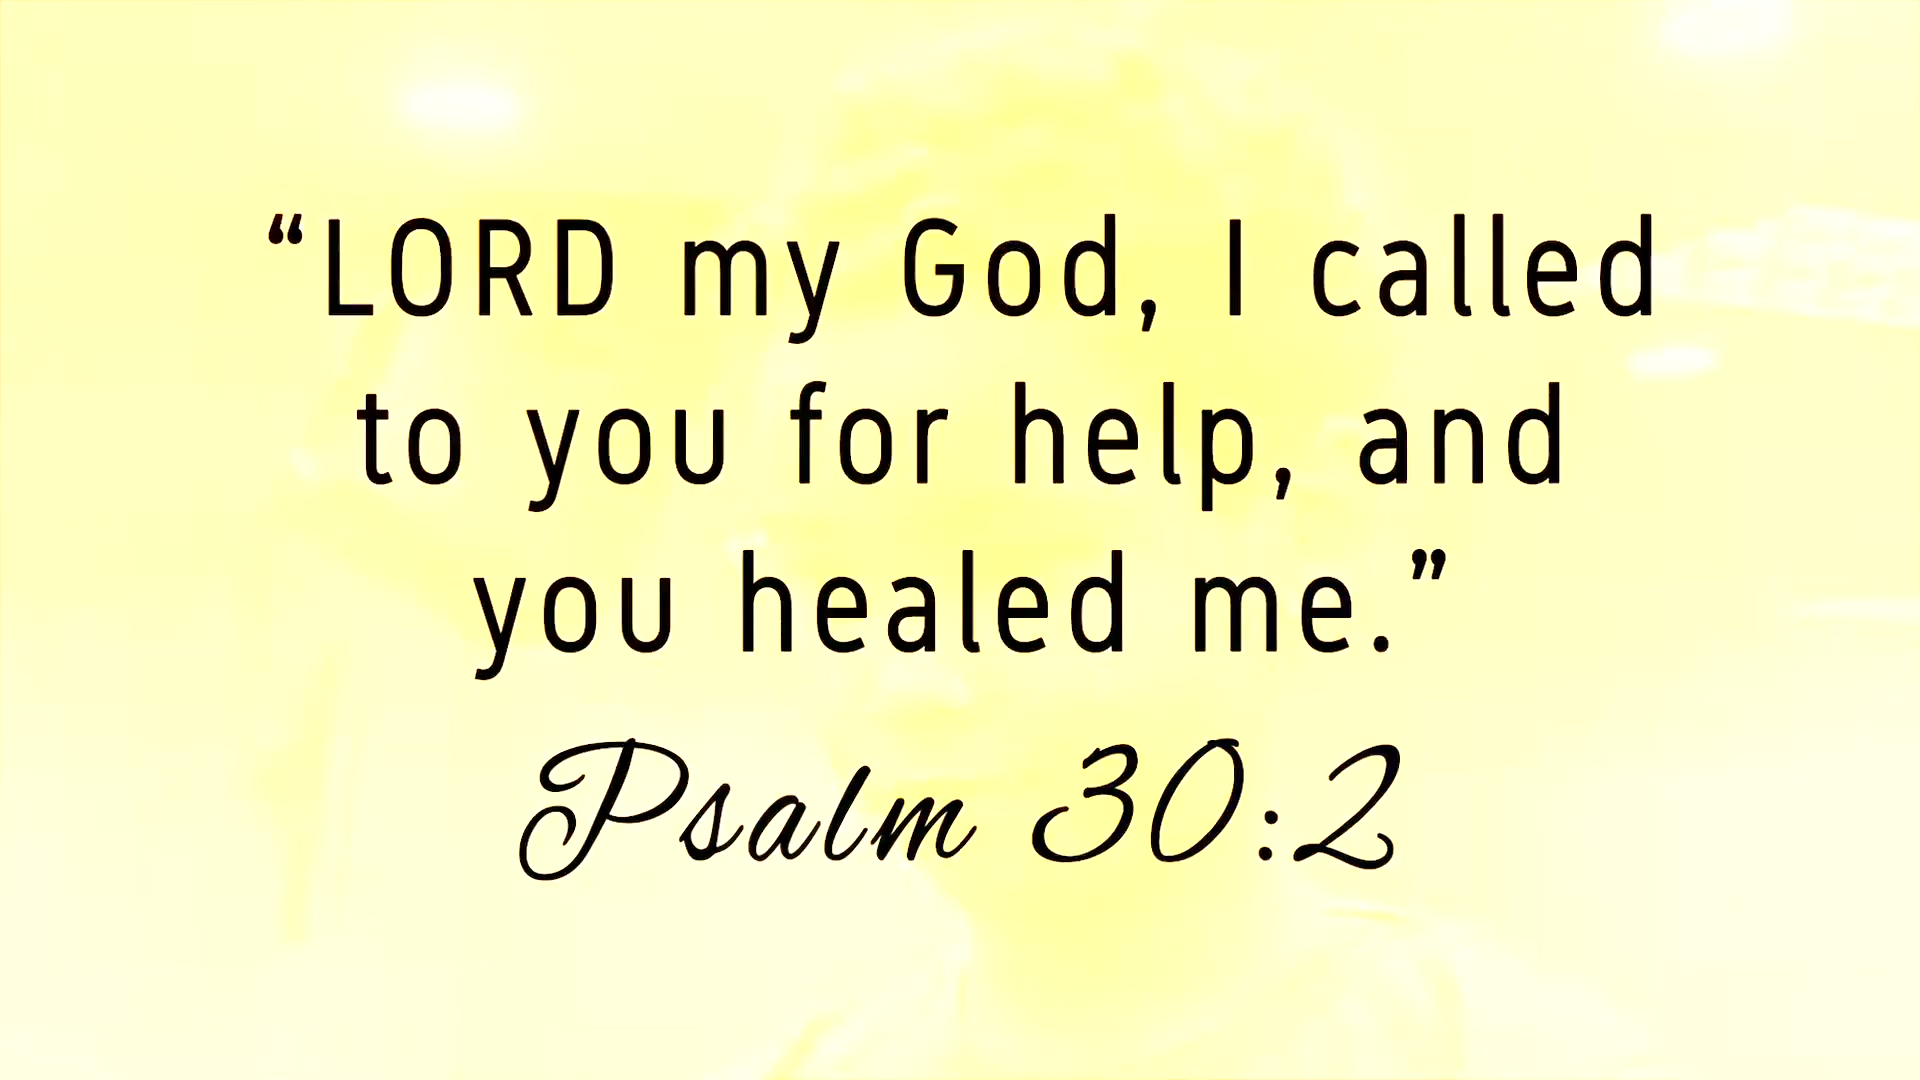 “LORD my God, I called
to you for help, and
you healed me.”
Psalm 30:2